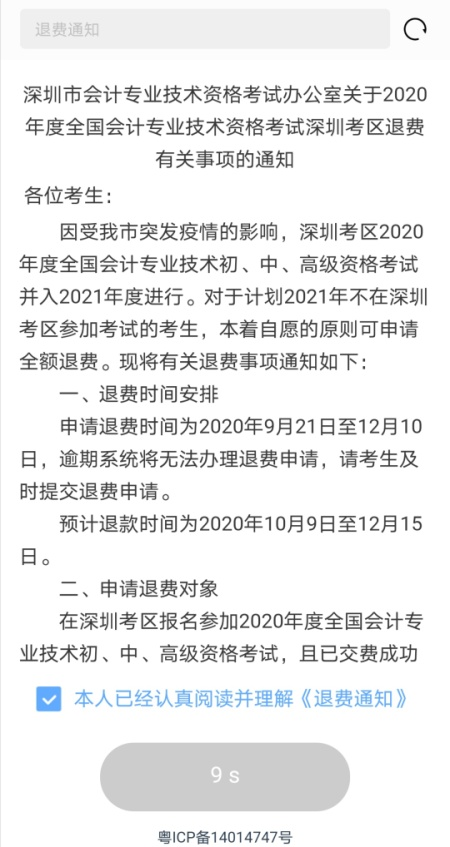 退费通知
深圳市会计专业技术资格考试办公室关于2020
年度全国会计专业技术资格考试深圳考区退费
有关事项的通知
各位考生：
因受我市突发疫情的影响，深圳考区2020
年度全国会计专业技术初、中、高级资格考试
并入2021年度进行。对于计划2021年不在深圳
考区参加考试的考生，本着自愿的原则可申请
全额退费。现将有关退费事项通知如下：
一、退费时间安排
申请退费时间为2020年9月21日至12月10
日，逾期系统将无法办理退费申请，请考生及
时提交退费申请。
预计退款时间为2020年10月9日至12月15
日。
二、申请退费对象
在深圳考区报名参加2020年度全国会计专
业技术初、中、高级资格考试，且已交费成功
本人已经认真阅读并理解《退费通知》
9 s
粤ICP备14014747号